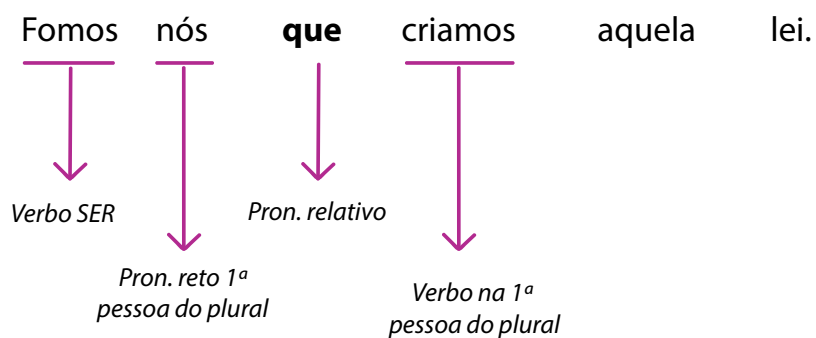 Fomos nós que criamos aquela lei.
Verbo SER
Pron. relativo
Pron. reto 1ª
pessoa do plural
Verbo na 1ª
pessoa do plural